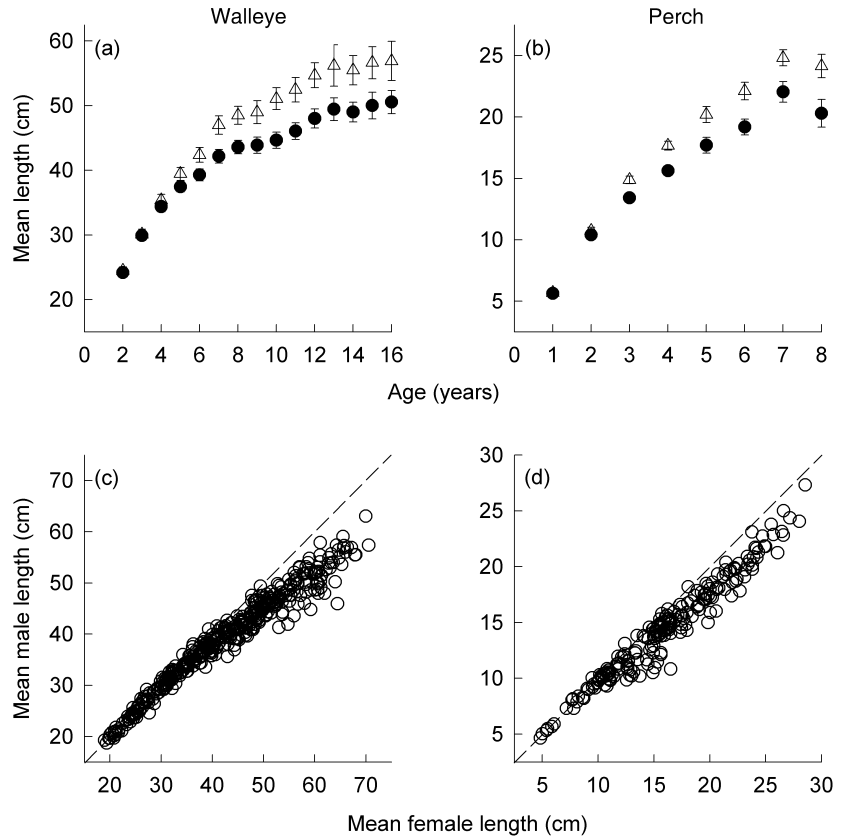 Walleye
Perch
(a)
(b)
Mean length (cm)
60
50
40
30
20
25
20
15
10
5
0 2 4 6 8 10 12 14 16
0 1 2 3 4 5 6 7 8
Age (years)
(c)
(d)
Mean male length (cm)
70
60
50
40
30
20
30
25
20
15
10
5
20 30 40 50 60 70
5 10 15 20 25 30
Mean female length (cm)